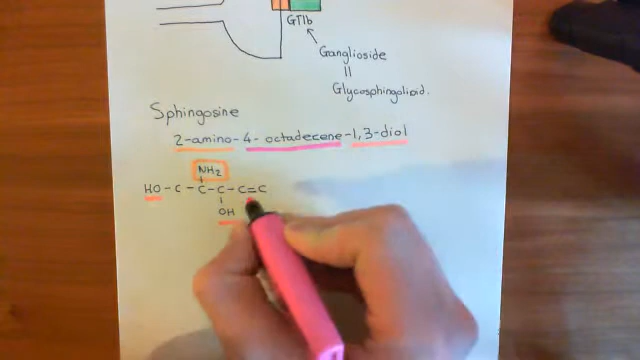 GT1b
Ganglioside
||
Glycosphingolipid.
Sphingosine
2-amino-4-octadecene-1,3-diol
NH2
HO-C-C-C-C=C
OH